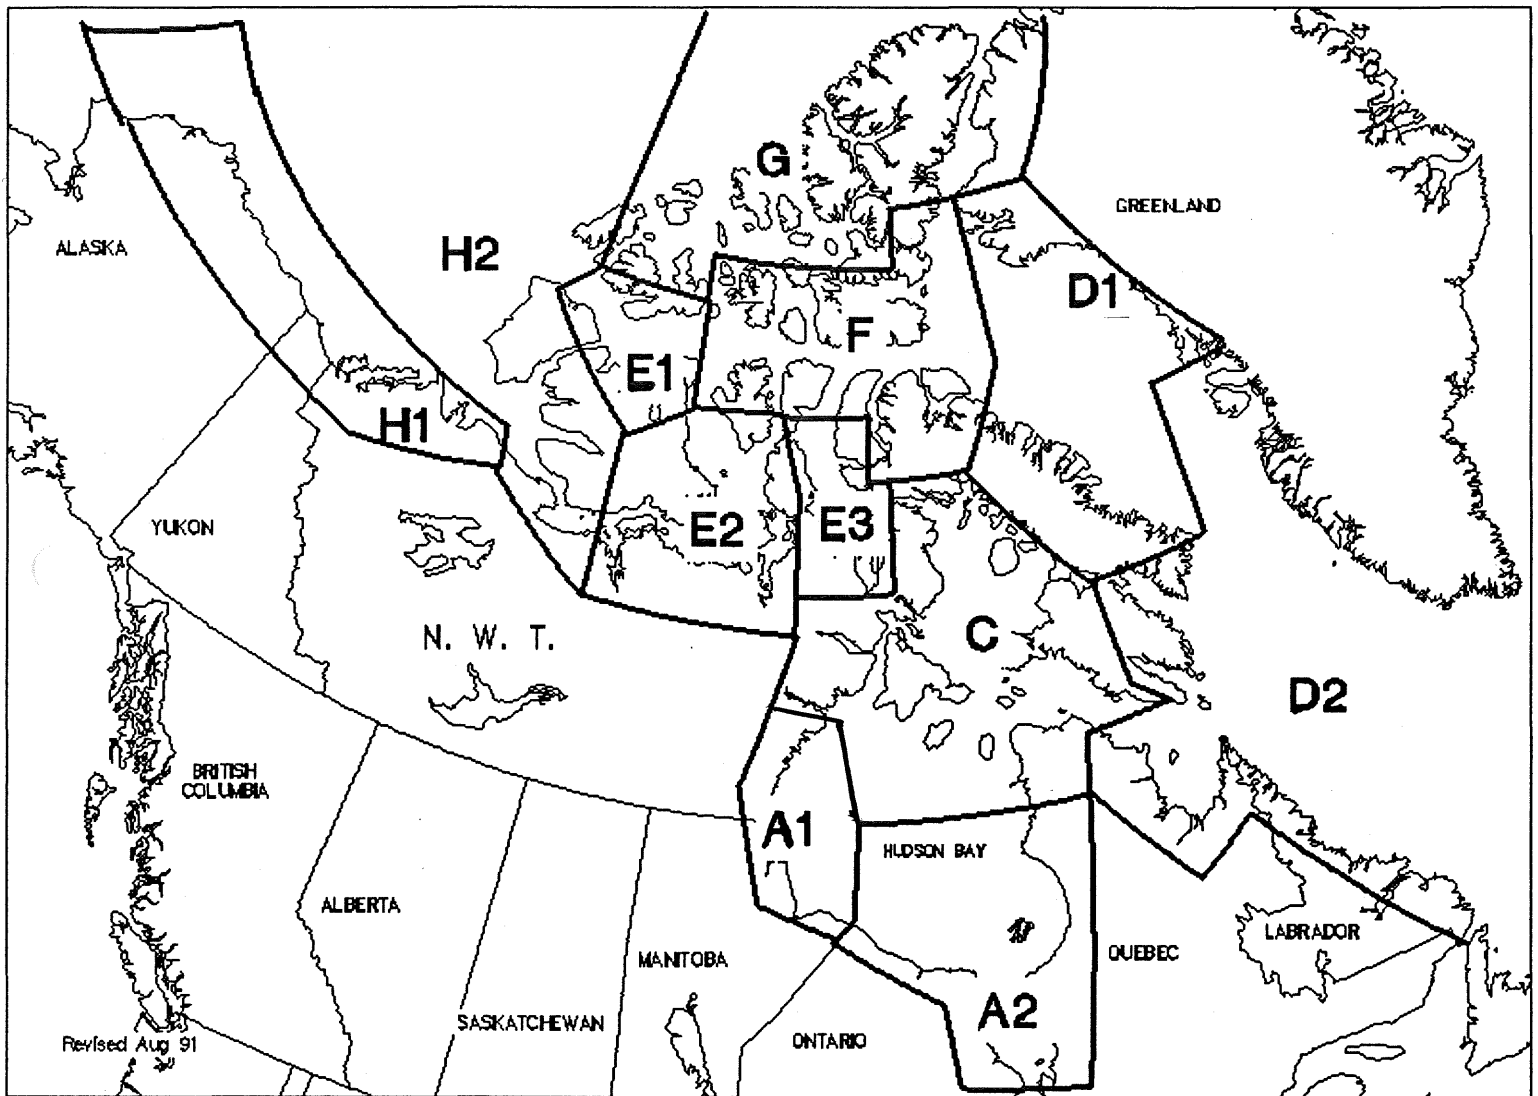 G
GREENLAND
ALASKA
H2
D1
F
E1
H1
E2
E3
YUKON
N. W. T.
C
D2
BRITISH
COLUMBIA
A1
HUDSON BAY
ALBERTA
LABRADOR
MANITOBA
QUEBEC
A2
SASKATCHEWAN
ONTARIO
Revised Aug 91